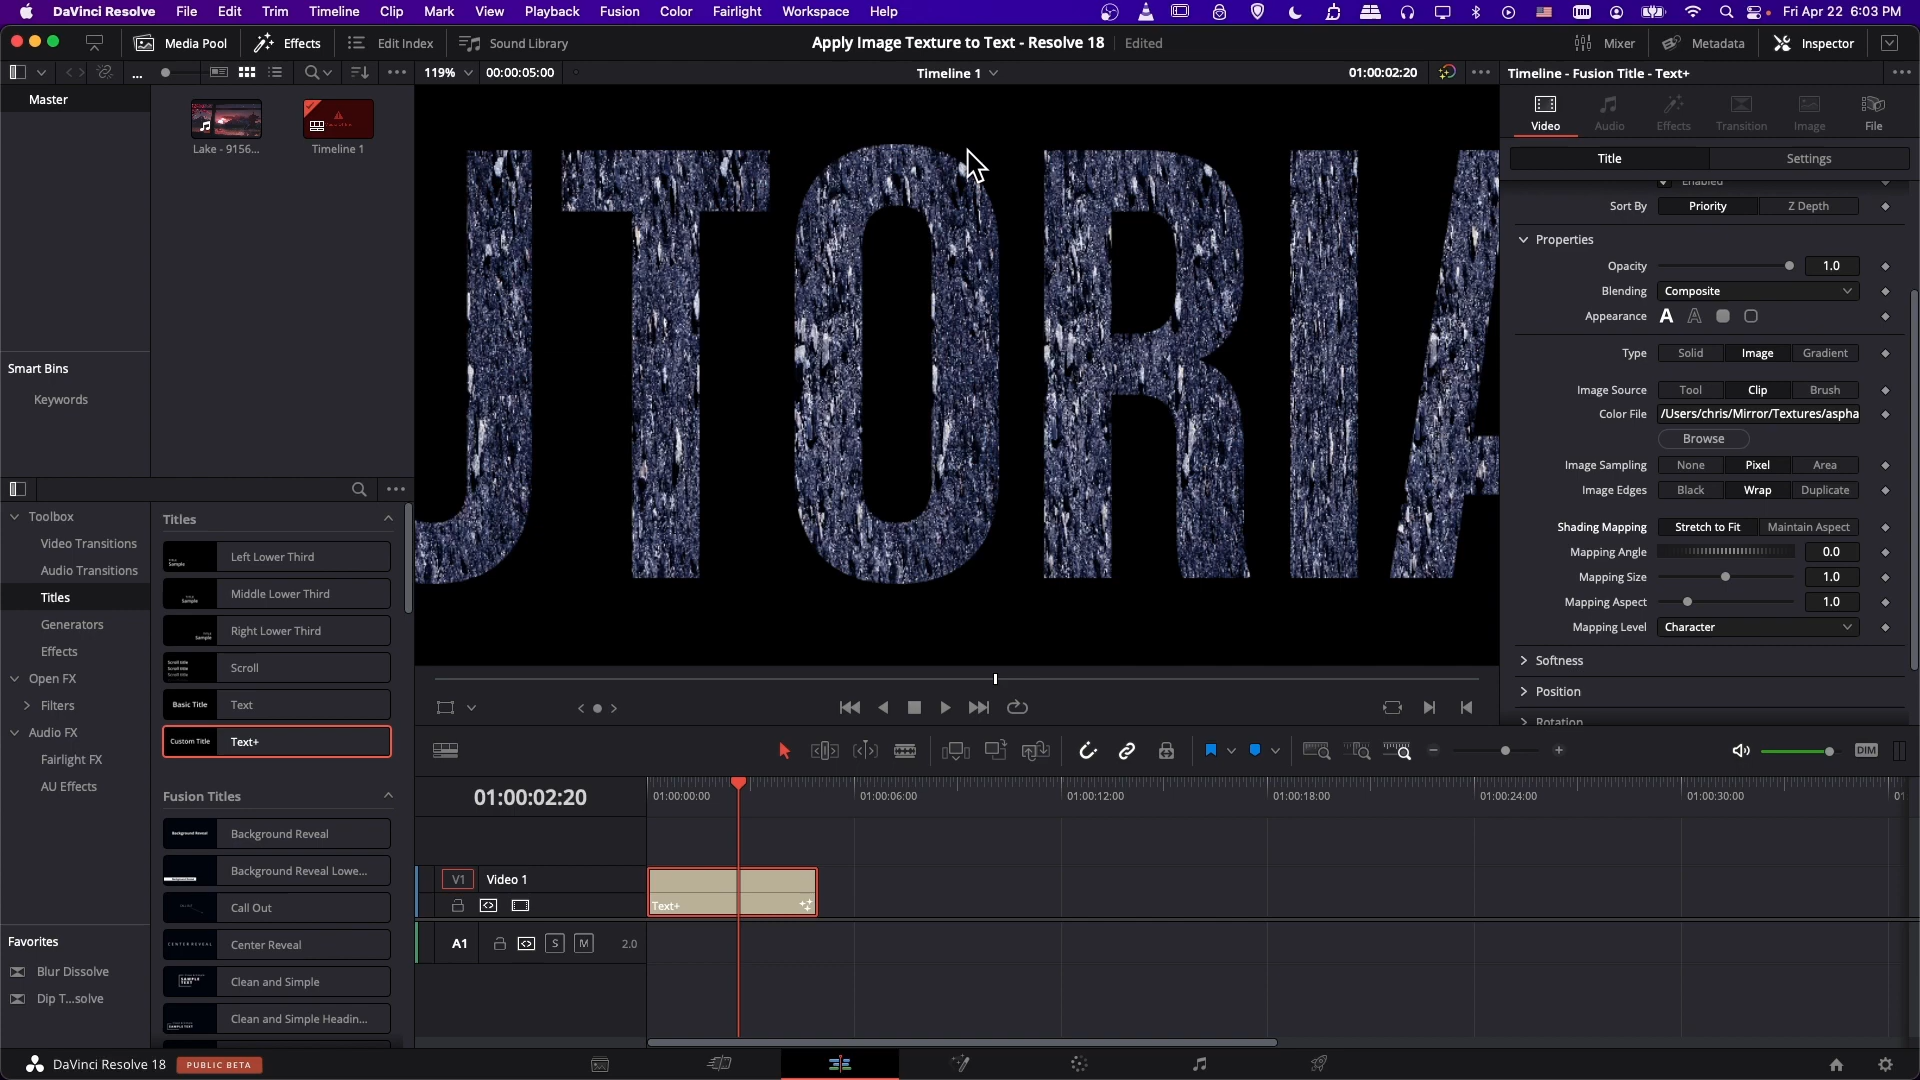 DaVinci Resolve File Edit Trim Timeline Clip Mark View Playback Fusion Color Fairlight Workspace Help Fri Apr 22 6:03 PM
Media Pool Effects Edit Index Sound Library Apply Image Texture to Text - Resolve 18 Edited Mixer Metadata Inspector
119% 00:00:05:00 Timeline 1 01:00:02:20 Timeline - Fusion Title - Text+
Master
Lake - 9156... Timeline 1
Smart Bins
Keywords
UTORIA
Video Audio Effects Transition Image File
Title Settings
Enabled
Sort By Priority Z Depth
Properties
Opacity 1.0
Blending Composite
Appearance A A
Type Solid Image Gradient
Image Source Tool Clip Brush
Color File /Users/chris/Mirror/Textures/aspha
Browse
Image Sampling None Pixel Area
Image Edges Black Wrap Duplicate
Shading Mapping Stretch to Fit Maintain Aspect
Mapping Angle 0.0
Mapping Size 1.0
Mapping Aspect 1.0
Mapping Level Character
Softness
Position
Rotation
Toolbox
Video Transitions
Audio Transitions
Titles
Generators
Effects
Open FX
Filters
Audio FX
Fairlight FX
AU Effects
Favorites
Blur Dissolve
Dip T...solve
Titles
Left Lower Third
Middle Lower Third
Right Lower Third
Scroll
Basic Title Text
Custom Title Text+
Fusion Titles
Background Reveal Background Reveal
Background Reveal Lowe...
Call Out
CENTER REVEAL Center Reveal
Clean and Simple
Clean and Simple Headin...
DIM
01:00:02:20 01:00:00:00 01:00:06:00 01:00:12:00 01:00:18:00 01:00:24:00 01:00:30:00 01
V1 Video 1
Text+
A1 S M 2.0
DaVinci Resolve 18 PUBLIC BETA